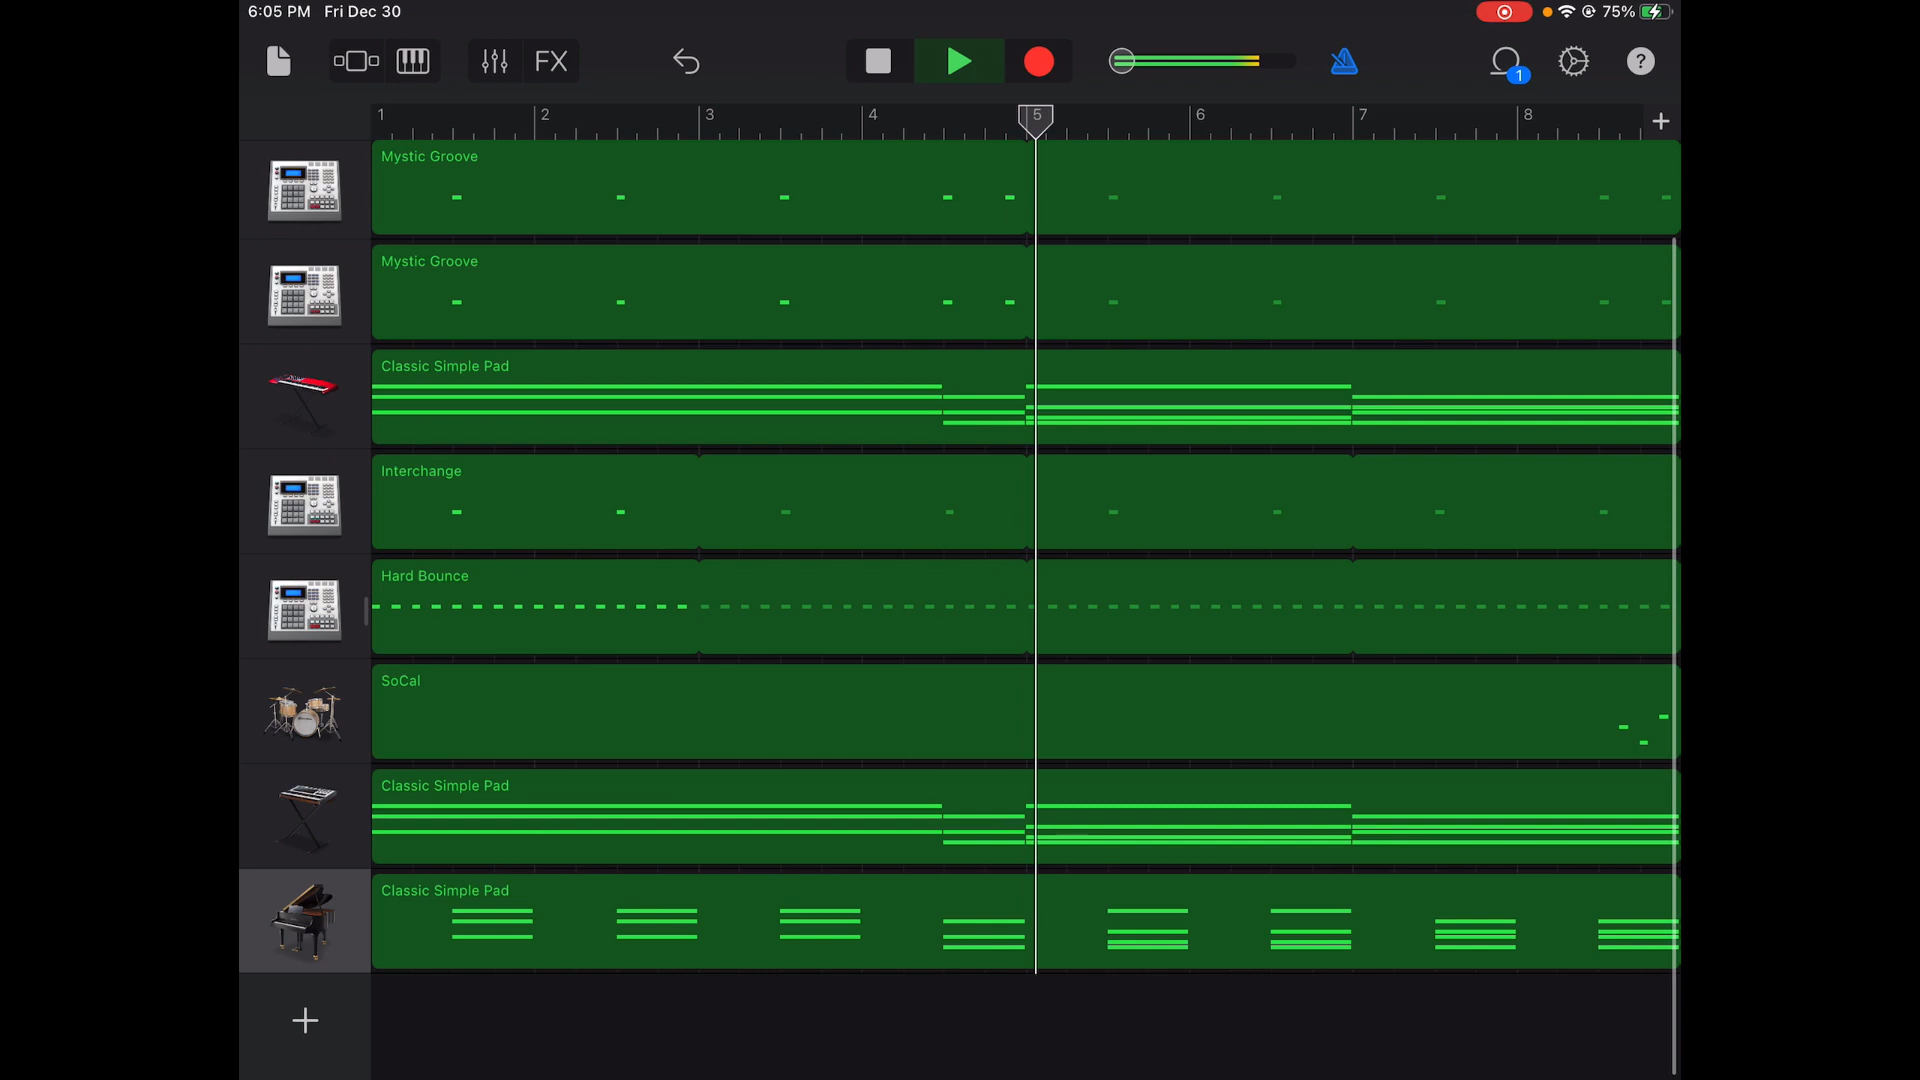 6:05 PM Fri Dec 30
75%
FX
1
?
1 2 3 4 5 6 7 8 +
Mystic Groove
Mystic Groove
Classic Simple Pad
Interchange
Hard Bounce
SoCal
Classic Simple Pad
Classic Simple Pad
+